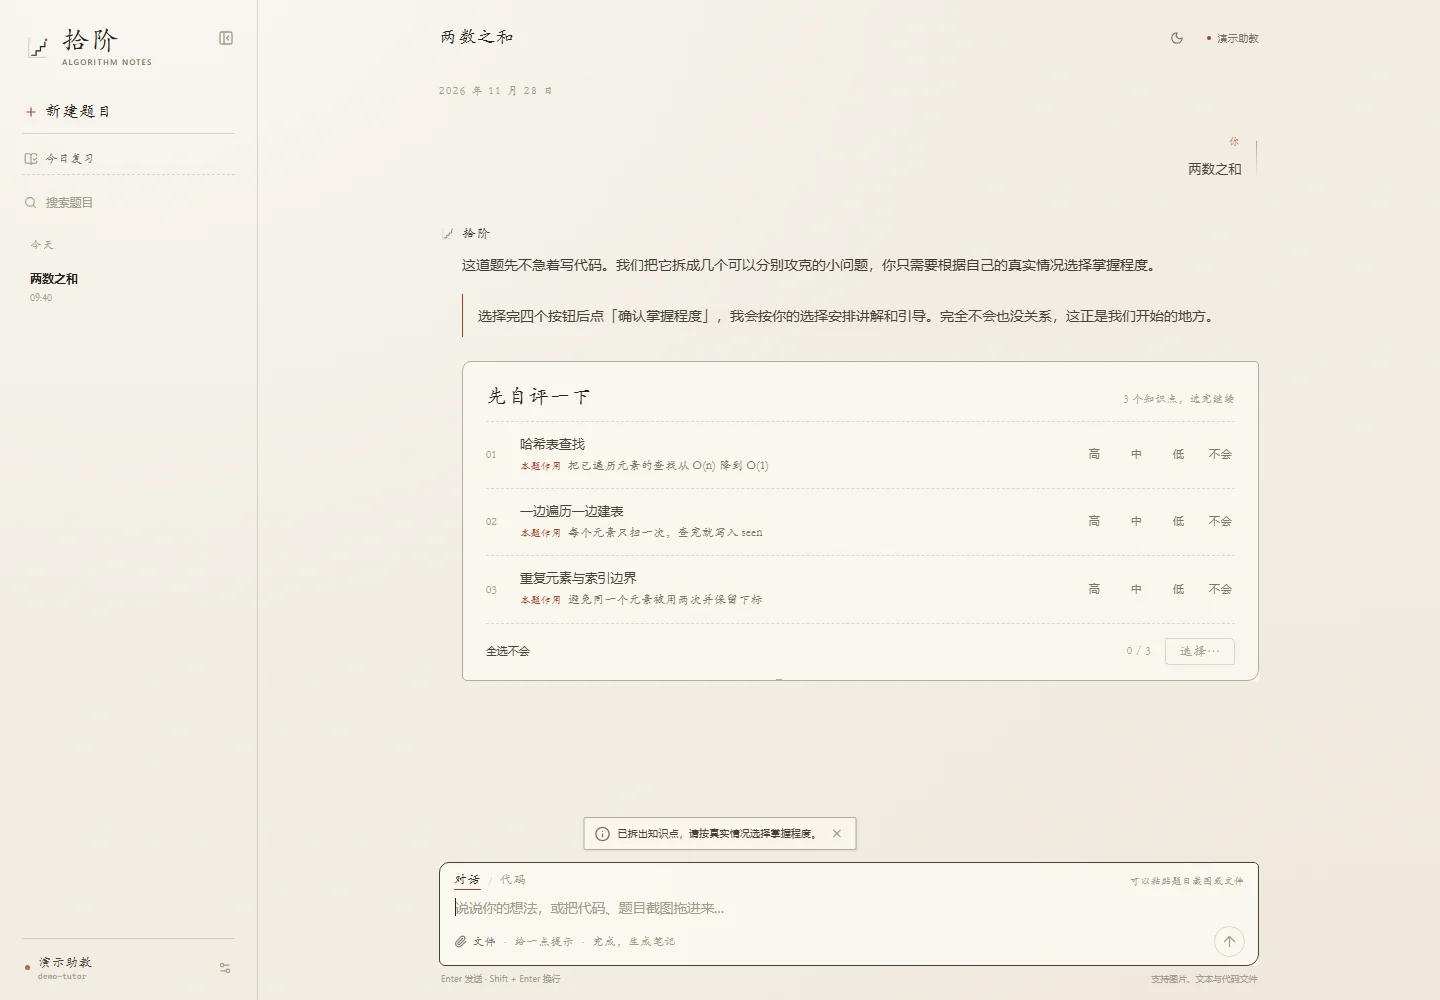 拾阶
ALGORITHM NOTES
新建题目
今日复习
搜索题目
今天
两数之和
09:40
演示助教
demo-tutor
两数之和
演示助教
2026 年 11 月 28 日
你
两数之和
拾阶
这道题先不急着写代码。我们把它拆成几个可以分别攻克的小问题，你只需要根据自己的真实情况选择掌握程度。
选择完四个按钮后点「确认掌握程度」，我会按你的选择安排讲解和引导。完全不会也没关系，这正是我们开始的地方。
先自评一下
3 个知识点，选完继续
01 哈希表查找 高 中 低 不会
本题作用 把已遍历元素的查找从 O(n) 降到 O(1)
02 一边遍历一边建表 高 中 低 不会
本题作用 每个元素只扫一次，查完就写入 seen
03 重复元素与索引边界 高 中 低 不会
本题作用 避免同一个元素被用两次并保留下标
全选不会 0 / 3 选择…
已拆出知识点，请按真实情况选择掌握程度。
对话 / 代码
可以粘贴题目截图或文件
说说你的想法，或把代码、题目截图拖进来...
文件 · 给一点提示 · 完成，生成笔记
Enter 发送 · Shift + Enter 换行
支持图片、文本与代码文件